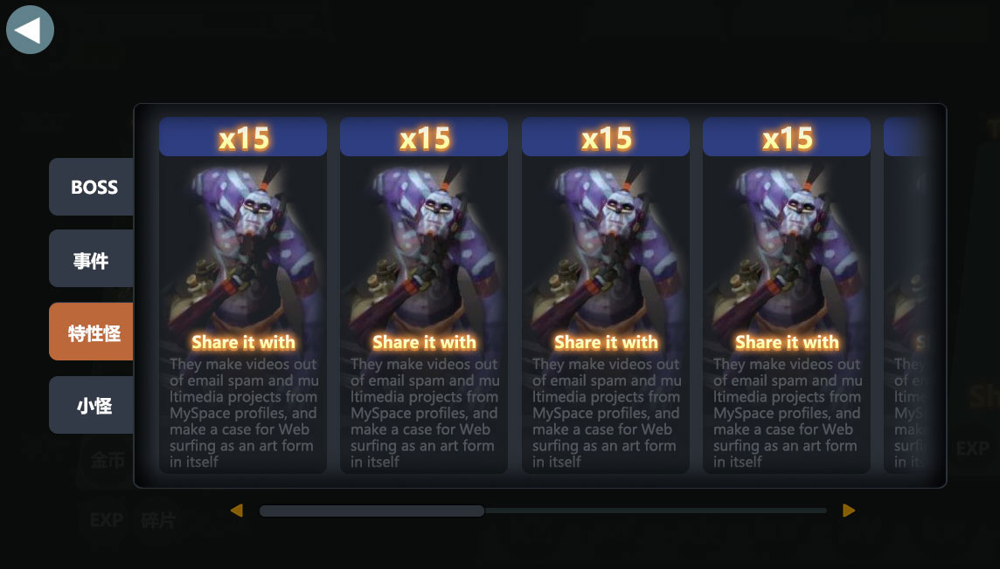 BOSS
事件
特性怪
小怪
x15
Share it with
They make videos out
of email spam and mu
ltimedia projects from
MySpace profiles, and
make a case for Web
surfing as an art form
in itself
x15
Share it with
They make videos out
of email spam and mu
ltimedia projects from
MySpace profiles, and
make a case for Web
surfing as an art form
in itself
x15
Share it with
They make videos out
of email spam and mu
ltimedia projects from
MySpace profiles, and
make a case for Web
surfing as an art form
in itself
x15
Share it with
They make videos out
of email spam and mu
ltimedia projects from
MySpace profiles, and
make a case for Web
surfing as an art form
in itself
They
make
金币
EXP
EXP 碎片